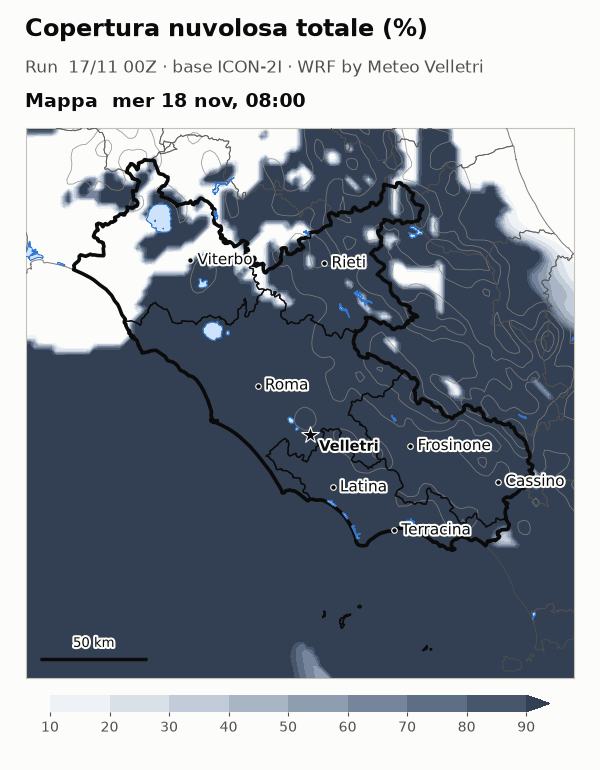 Copertura nuvolosa totale (%)
Run  17/11 00Z · base ICON-2I · WRF by Meteo Velletri
Mappa  mer 18 nov, 08:00
Viterbo
Rieti
Roma
Velletri
Frosinone
Latina
Cassino
Terracina
50 km
10 20 30 40 50 60 70 80 90